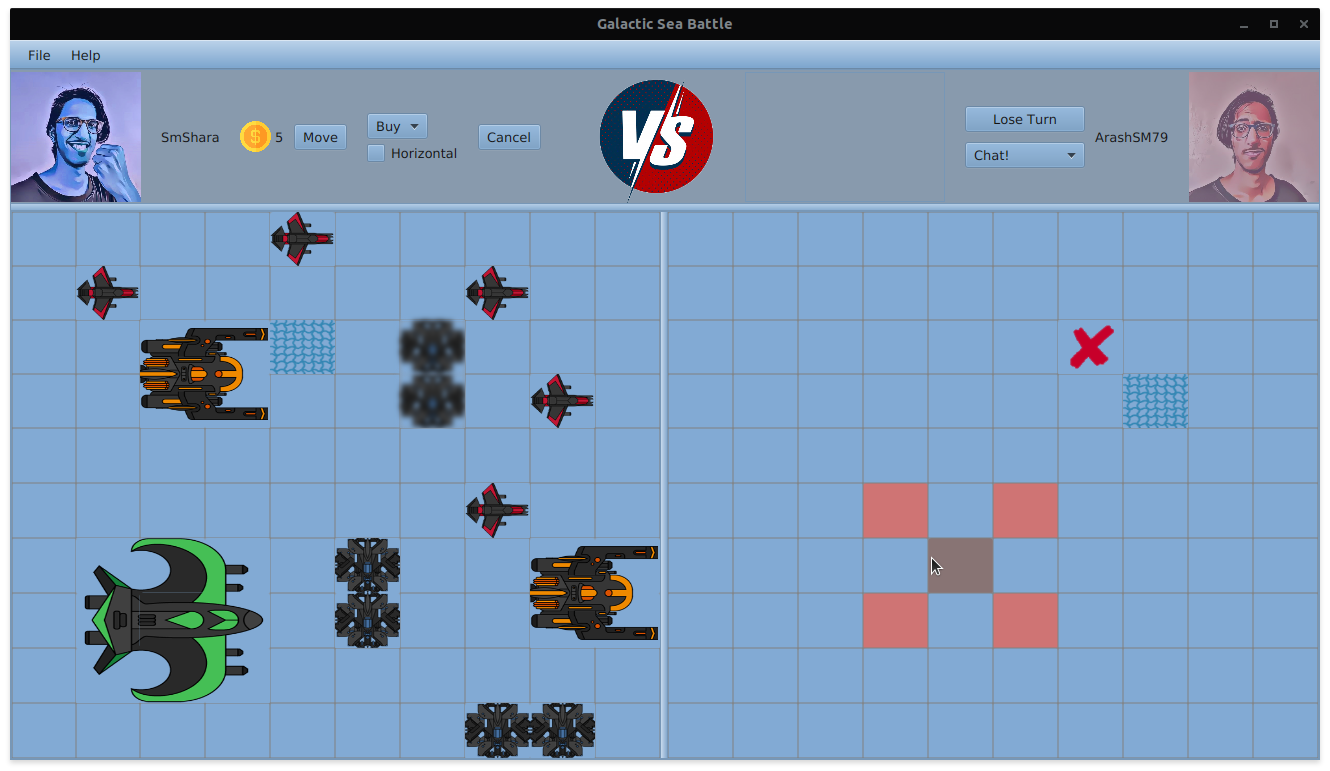 Galactic Sea Battle
File Help
SmShara
$ 5
Move
Buy
Horizontal
Cancel
VS
Lose Turn
Chat!
ArashSM79